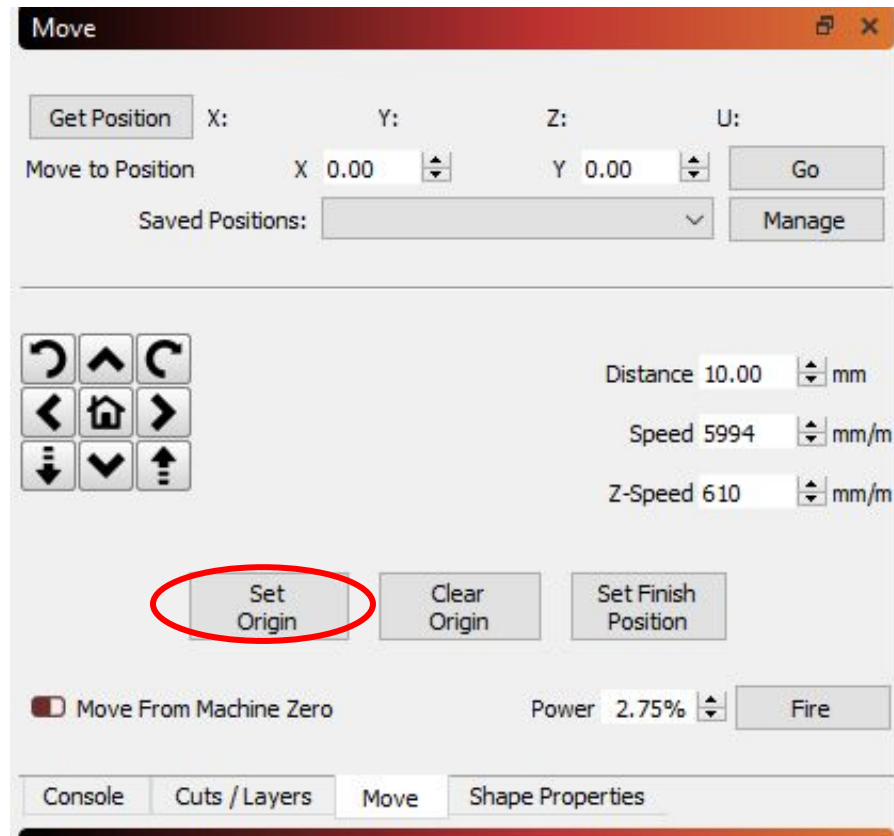 Move
Get Position X: Y: Z: U:
Move to Position X 0.00 Y 0.00 Go
Saved Positions: Manage
Distance 10.00 mm
Speed 5994 mm/m
Z-Speed 610 mm/m
Set Origin
Clear Origin
Set Finish Position
Move From Machine Zero Power 2.75% Fire
Console Cuts / Layers Move Shape Properties